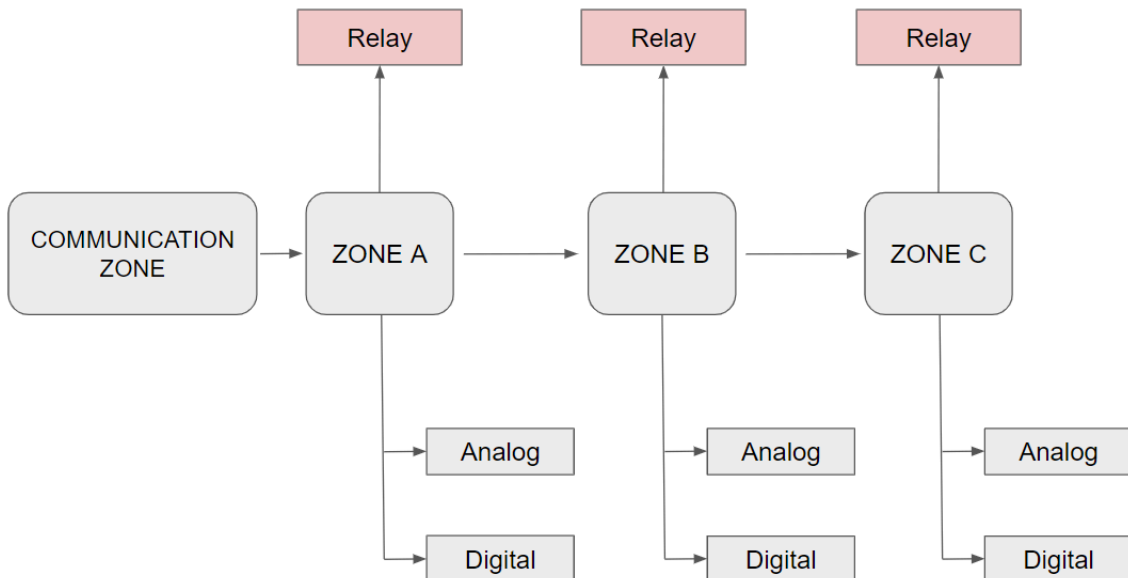 Relay
Relay
Relay
COMMUNICATION
ZONE
ZONE A
ZONE B
ZONE C
Analog
Analog
Analog
Digital
Digital
Digital